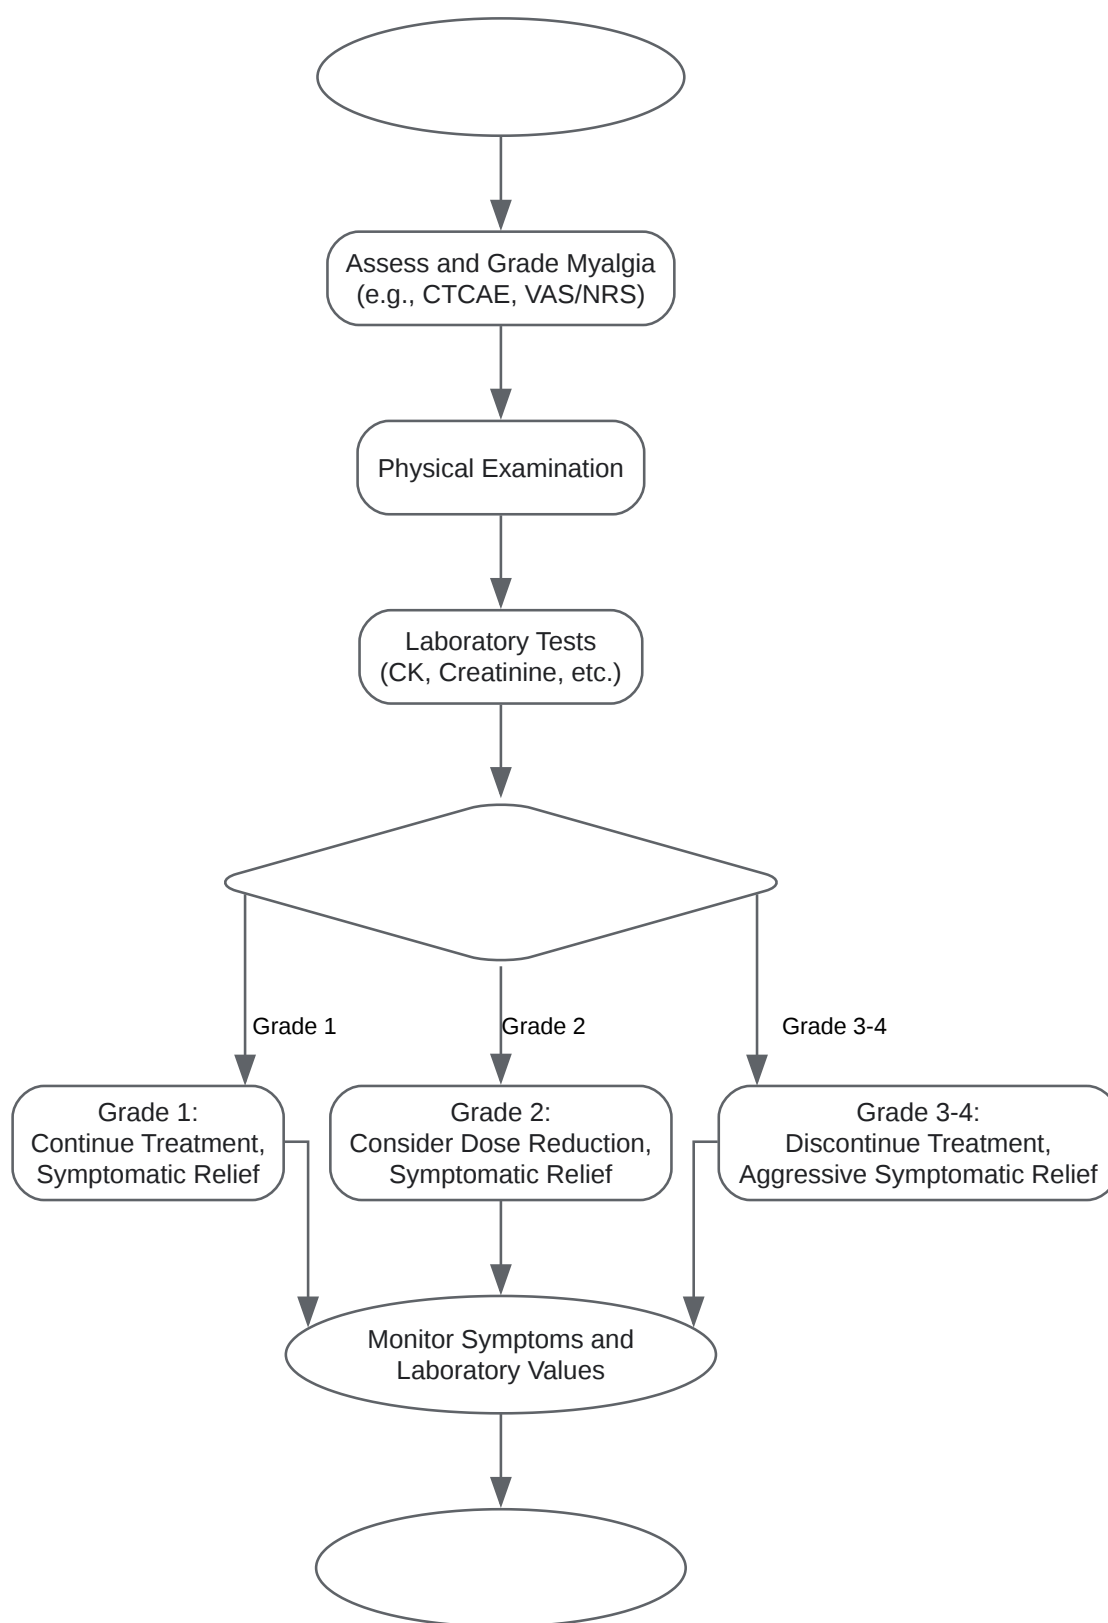 Assess and Grade Myalgia
(e.g., CTCAE, VAS/NRS)
Physical Examination
Laboratory Tests
(CK, Creatinine, etc.)
Grade 1
Grade 2
Grade 3-4
Grade 1:
Continue Treatment,
Symptomatic Relief
Grade 2:
Consider Dose Reduction,
Symptomatic Relief
Grade 3-4:
Discontinue Treatment,
Aggressive Symptomatic Relief
Monitor Symptoms and
Laboratory Values